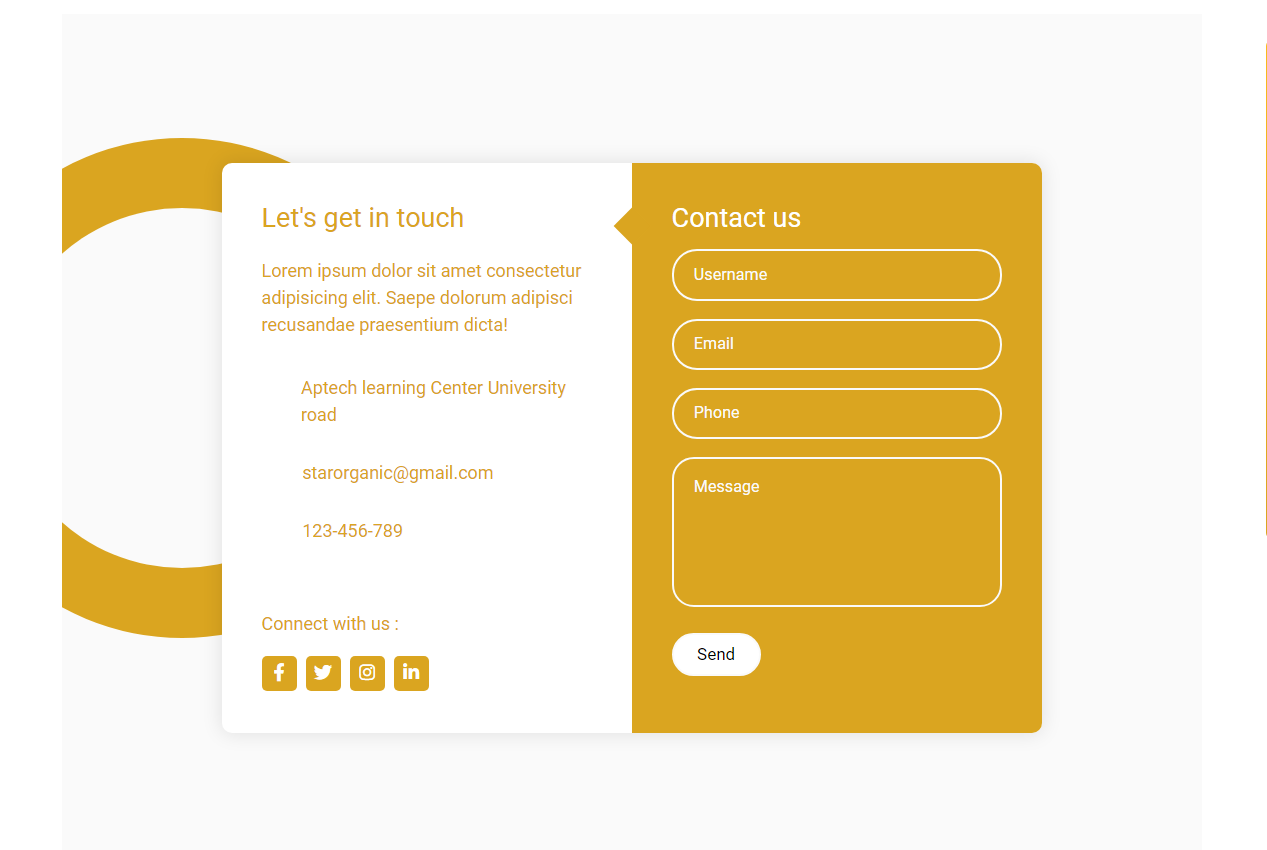 Let's get in touch
Lorem ipsum dolor sit amet consectetur
adipisicing elit. Saepe dolorum adipisci
recusandae praesentium dicta!
Aptech learning Center University
road
starorganic@gmail.com
123-456-789
Connect with us :
Contact us
Username
Email
Phone
Message
Send